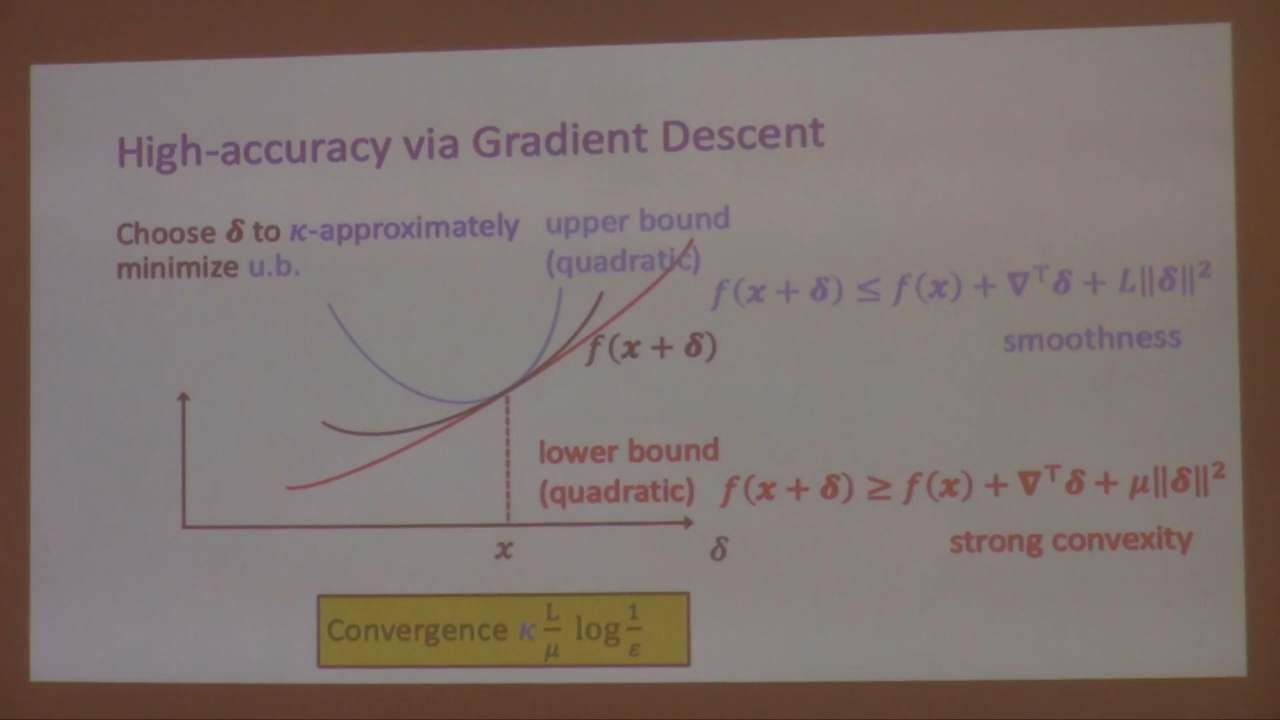 High-accuracy via Gradient Descent
Choose δ to κ-approximately
minimize u.b.
upper bound
(quadratic)
f(x + δ) ≤ f(x) + ∇ᵀδ + L‖δ‖²
smoothness
f(x + δ)
lower bound
(quadratic)
f(x + δ) ≥ f(x) + ∇ᵀδ + μ‖δ‖²
strong convexity
x
δ
Convergence κ L/μ log 1/ε